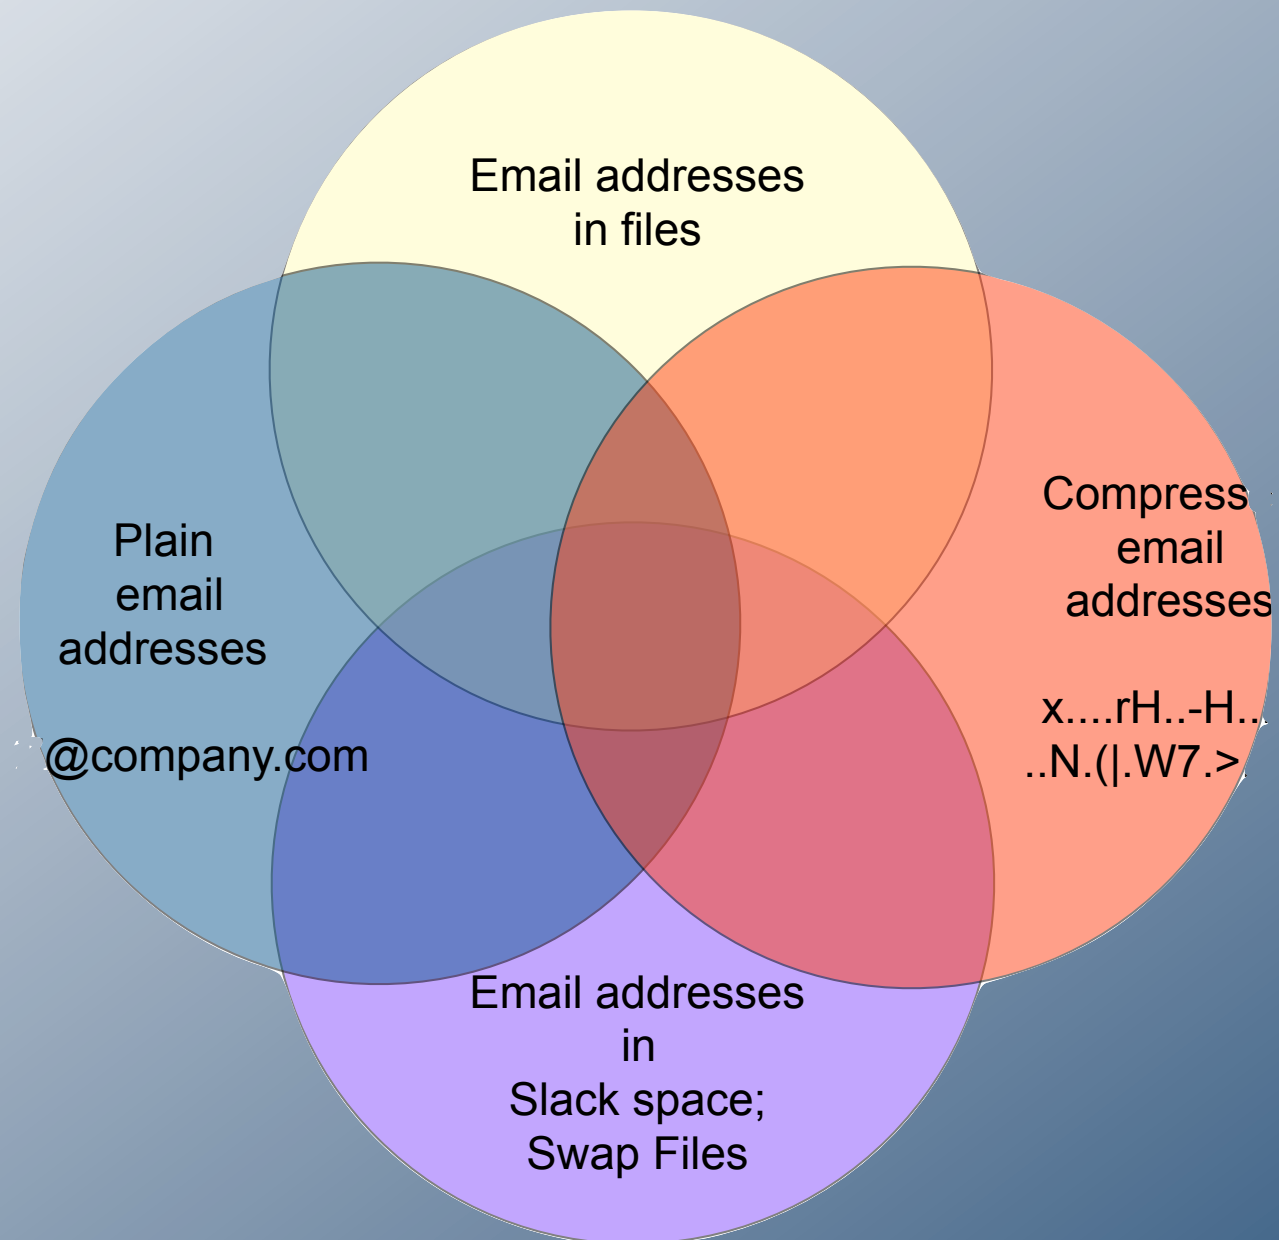 Email addresses
in files
Plain
email
addresses
@company.com
Compress
email
addresses
x....rH..-H..
..N.(|.W7.>.
Email addresses
in
Slack space;
Swap Files